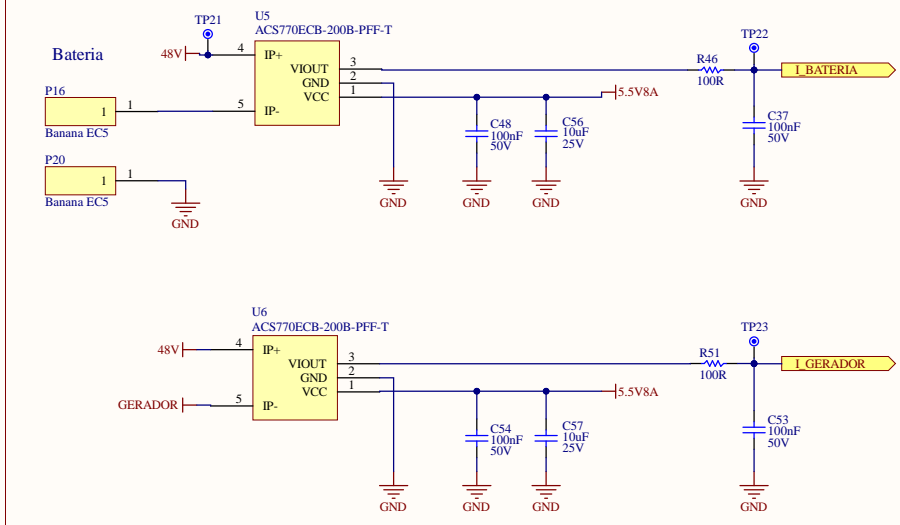 Bateria
TP21
48V
U5
ACS770ECB-200B-PFF-T
4
IP+
VIOUT
GND
VCC
IP-
5
3
2
1
P16
1
1
Banana EC5
P20
1
1
Banana EC5
GND
GND
5.5V8A
C48
100nF
50V
GND
C56
10uF
25V
GND
R46
100R
TP22
I_BATERIA
C37
100nF
50V
GND
U6
ACS770ECB-200B-PFF-T
48V
4
IP+
VIOUT
GND
VCC
IP-
5
GERADOR
3
2
1
GND
5.5V8A
C54
100nF
50V
GND
C57
10uF
25V
GND
R51
100R
TP23
I_GERADOR
C53
100nF
50V
GND